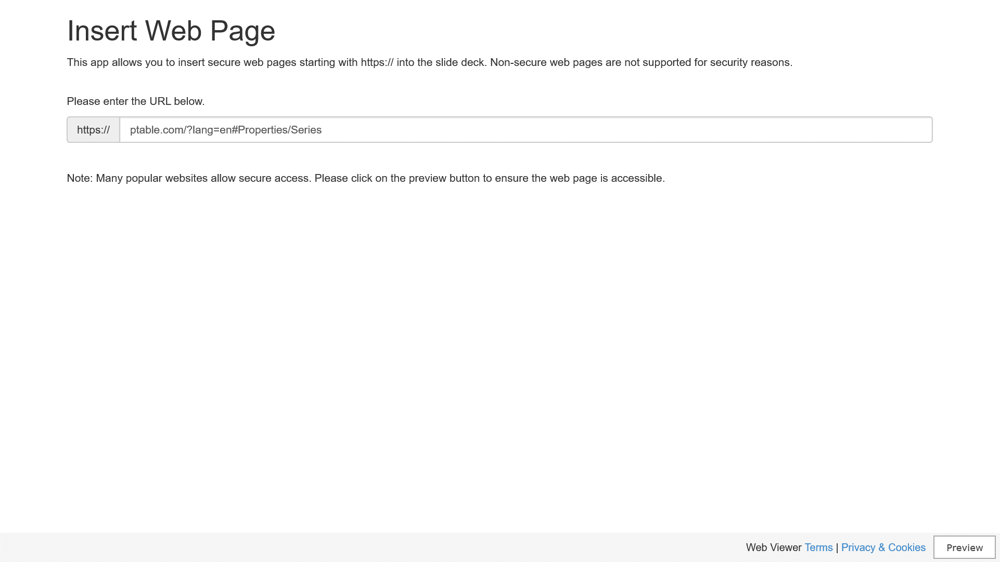 Insert Web Page
This app allows you to insert secure web pages starting with https:// into the slide deck. Non-secure web pages are not supported for security reasons.
Please enter the URL below.
https:// ptable.com/?lang=en#Properties/Series
Note: Many popular websites allow secure access. Please click on the preview button to ensure the web page is accessible.
Web Viewer Terms | Privacy & Cookies Preview